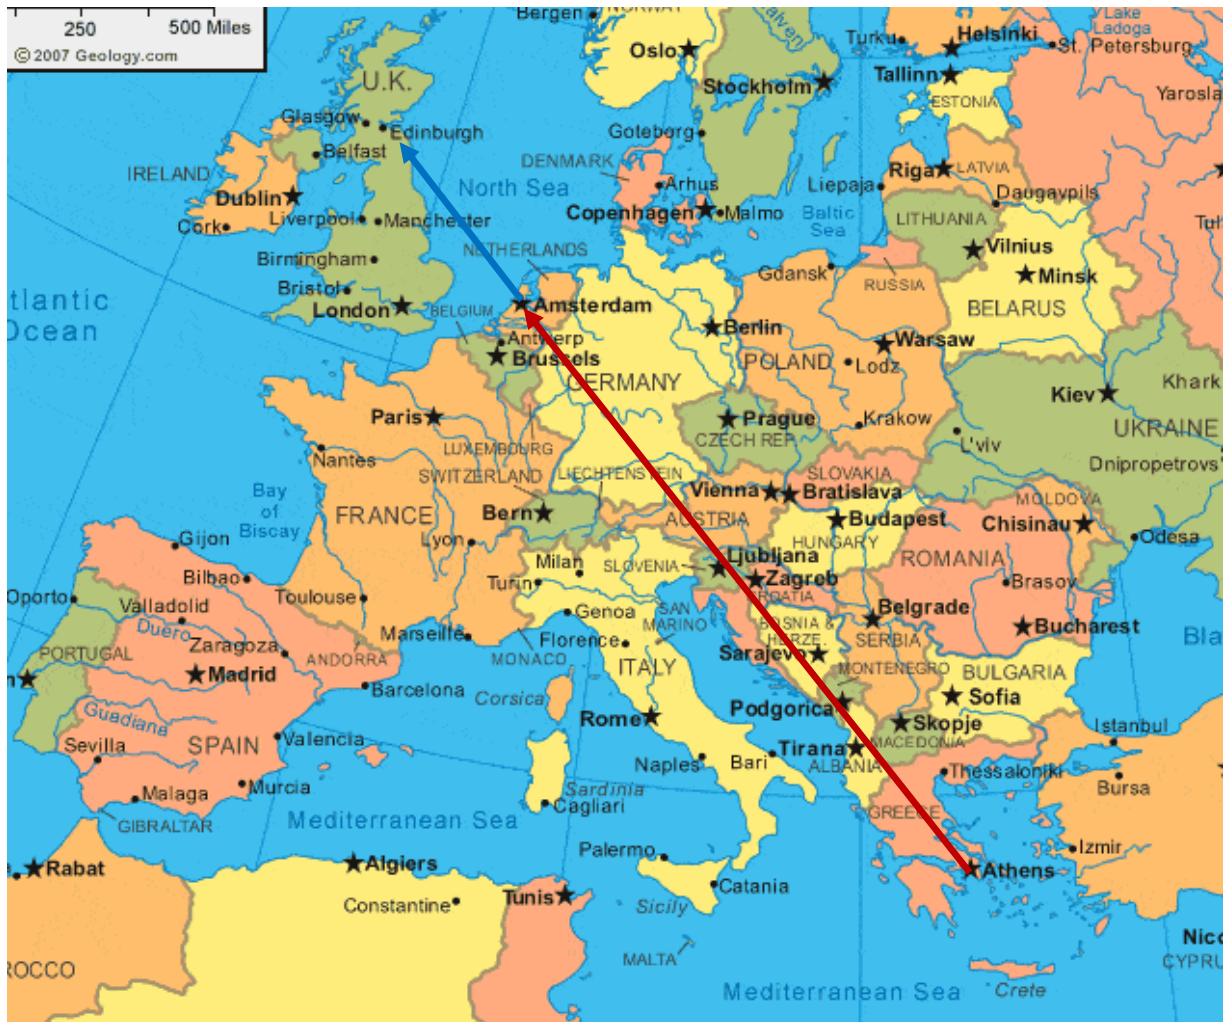 Bergen
NORWAY
Lake
Ladoga
250
500 Miles
© 2007 Geology.com
Oslo
Turku
Helsinki
St. Petersburg
U.K.
Stockholm
Tallinn
ESTONIA
Yarosla
Glasgow
Edinburgh
Goteborg
Belfast
DENMARK
Riga
LATVIA
IRELAND
North Sea
Arhus
Liepaja
Daugavpils
Dublin
Copenhagen
Malmo
Baltic
Sea
LITHUANIA
Tul
Cork
Liverpool
Manchester
Vilnius
NETHERLANDS
Birmingham
Gdansk
Minsk
RUSSIA
Bristol
tlantic
Ocean
London
BELGIUM
Amsterdam
BELARUS
Berlin
Antwerp
Warsaw
Brussels
POLAND
Lodz
GERMANY
Kiev
Khark
Paris
Prague
Krakow
UKRAINE
CZECH REP.
L'viv
LUXEMBOURG
Nantes
Dnipropetrovs
SWITZERLAND
LIECHTENSTEIN
SLOVAKIA
Vienna
Bratislava
Bay
of
Biscay
MOLDOVA
FRANCE
Bern
AUSTRIA
Budapest
Chisinau
Gijon
Lyon
HUNGARY
Odesa
Milan
Ljubljana
ROMANIA
SLOVENIA
Bilbao
Turin
Zagreb
Brasov
Oporto
Valladolid
Toulouse
Genoa
CROATIA
Belgrade
Duero
SAN
MARINO
BOSNIA &
HERZE.
Bucharest
Marseille
Florence
Zaragoza
SERBIA
Bla
PORTUGAL
ANDORRA
MONACO
ITALY
Sarajevo
MONTENEGRO
BULGARIA
n
Madrid
Barcelona
Corsica
Sofia
Guadiana
Rome
Podgorica
Skopje
Istanbul
Sevilla
SPAIN
Valencia
Tirana
MACEDONIA
Naples
Bari
ALBANIA
Thessaloniki
Malaga
Murcia
Sardinia
Cagliari
Bursa
GIBRALTAR
Mediterranean Sea
GREECE
Palermo
Izmir
Rabat
Algiers
Athens
Catania
Constantine
Tunis
Sicily
Nico
CYPRU
MALTA
ROCCO
Mediterranean Sea
Crete